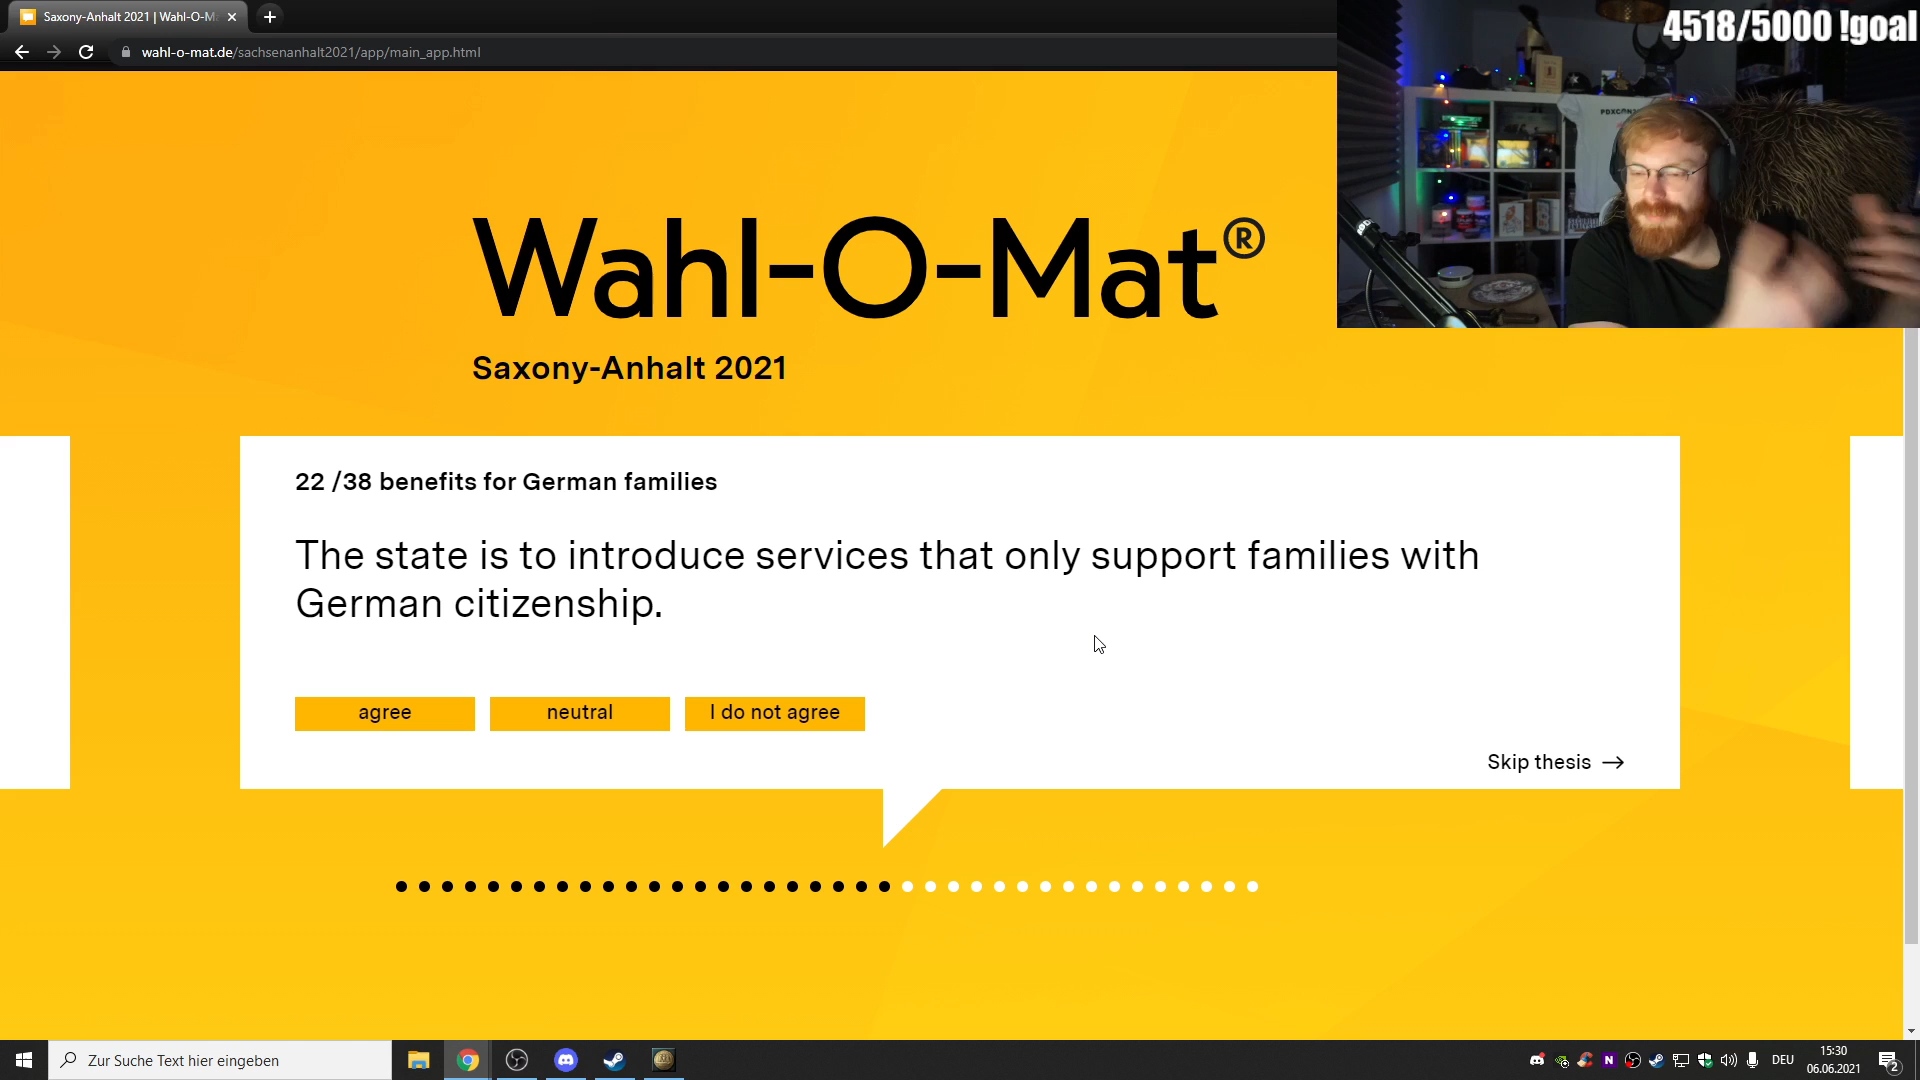 Saxony-Anhalt 2021 | Wahl-O-M
4518/5000 !goal
wahl-o-mat.de/sachsenanhalt2021/app/main_app.html
PDXCON
Wahl-O-Mat®
Saxony-Anhalt 2021
22 /38 benefits for German families
The state is to introduce services that only support families with
German citizenship.
agree
neutral
I do not agree
Skip thesis →
Zur Suche Text hier eingeben
DEU
15:30
06.06.2021
2